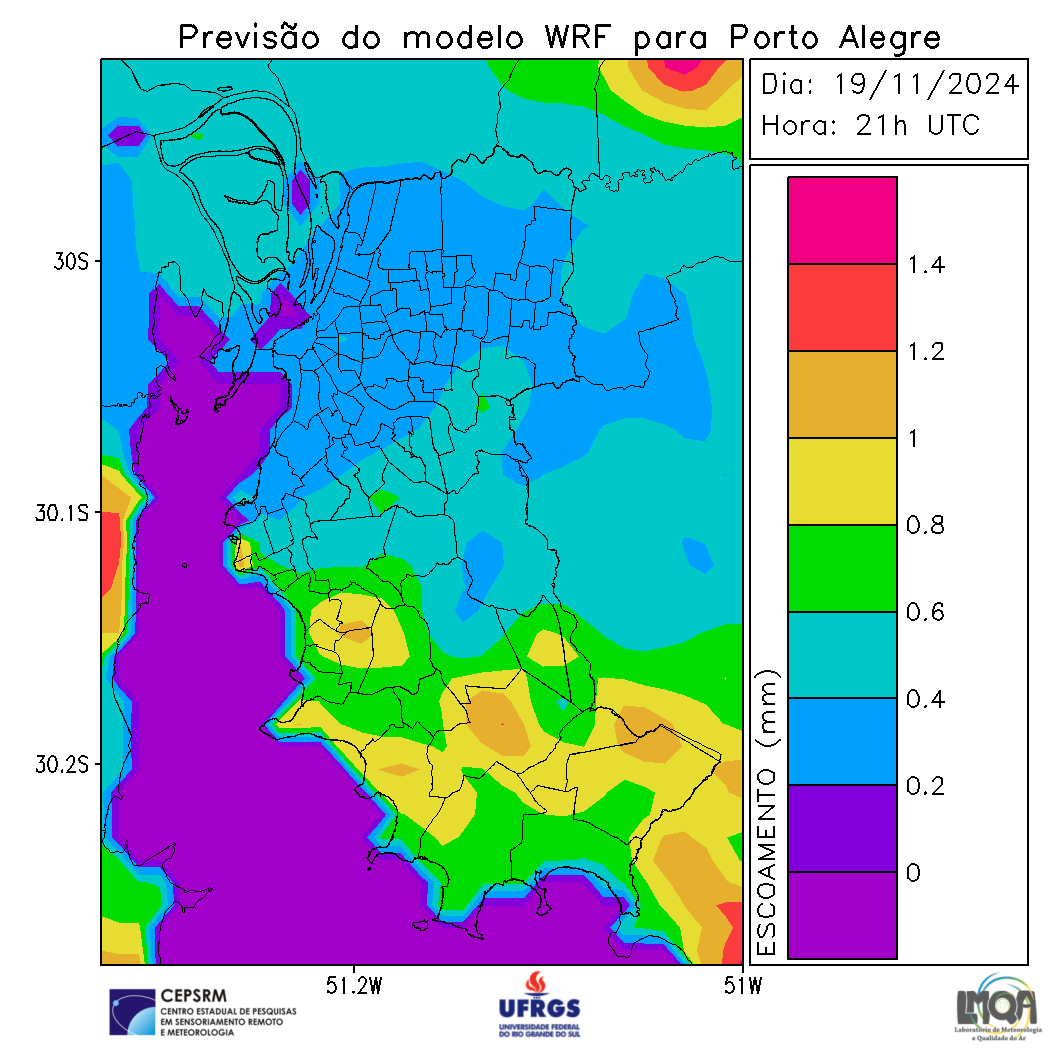 Previsão do modelo WRF para Porto Alegre
Dia: 19/11/2024
Hora: 21h UTC
30S
30.1S
30.2S
51.2W
51W
ESCOAMENTO (mm)
1.4
1.2
1
0.8
0.6
0.4
0.2
0
CEPSRM
CENTRO ESTADUAL DE PESQUISAS
EM SENSORIAMENTO REMOTO
E METEOROLOGIA
UFRGS
UNIVERSIDADE FEDERAL
DO RIO GRANDE DO SUL
LMQA
Laboratório de Meteorologia
e Qualidade do Ar